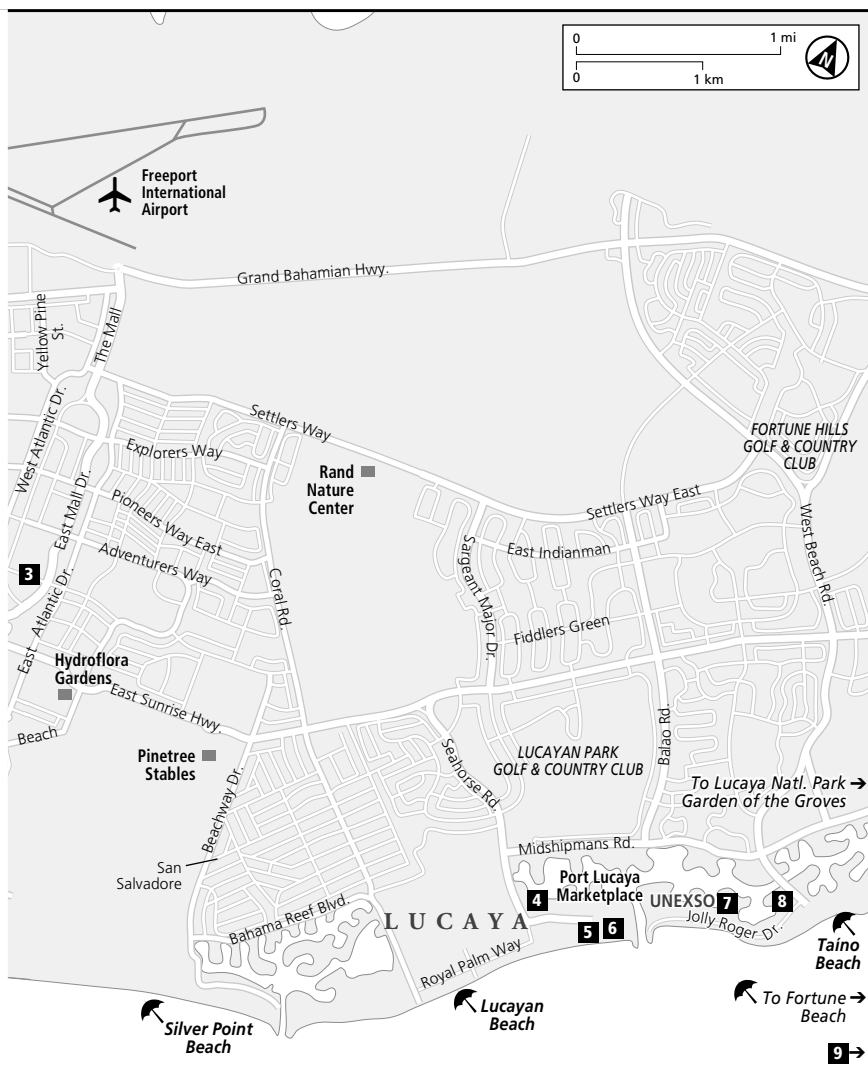 0 1 mi
0 1 km
N
Freeport
International
Airport
Grand Bahamian Hwy.
Yellow Pine
St.
The Mall
West Atlantic Dr.
Settlers Way
Explorers Way
FORTUNE HILLS
GOLF & COUNTRY
CLUB
Rand
Nature
Center
East Mall Dr.
Pioneers Way East
Settlers Way East
Adventurers Way
East Indianman
West Beach Rd.
3
Coral Rd.
Sargeant Major Dr.
East Atlantic Dr.
Fiddlers Green
Hydroflora
Gardens
East Sunrise Hwy.
Beach
Pinetree
Stables
Seahorse Rd.
LUCAYAN PARK
GOLF & COUNTRY CLUB
Balao Rd.
To Lucaya Natl. Park
Garden of the Groves
Beachway Dr.
San
Salvadore
Midshipmans Rd.
Port Lucaya
Marketplace
4
UNEXSO
7
8
Bahama Reef Blvd.
LUCAYA
5
6
Jolly Roger Dr.
Royal Palm Way
Taíno
Beach
Lucayan
Beach
To Fortune
Beach
Silver Point
Beach
9